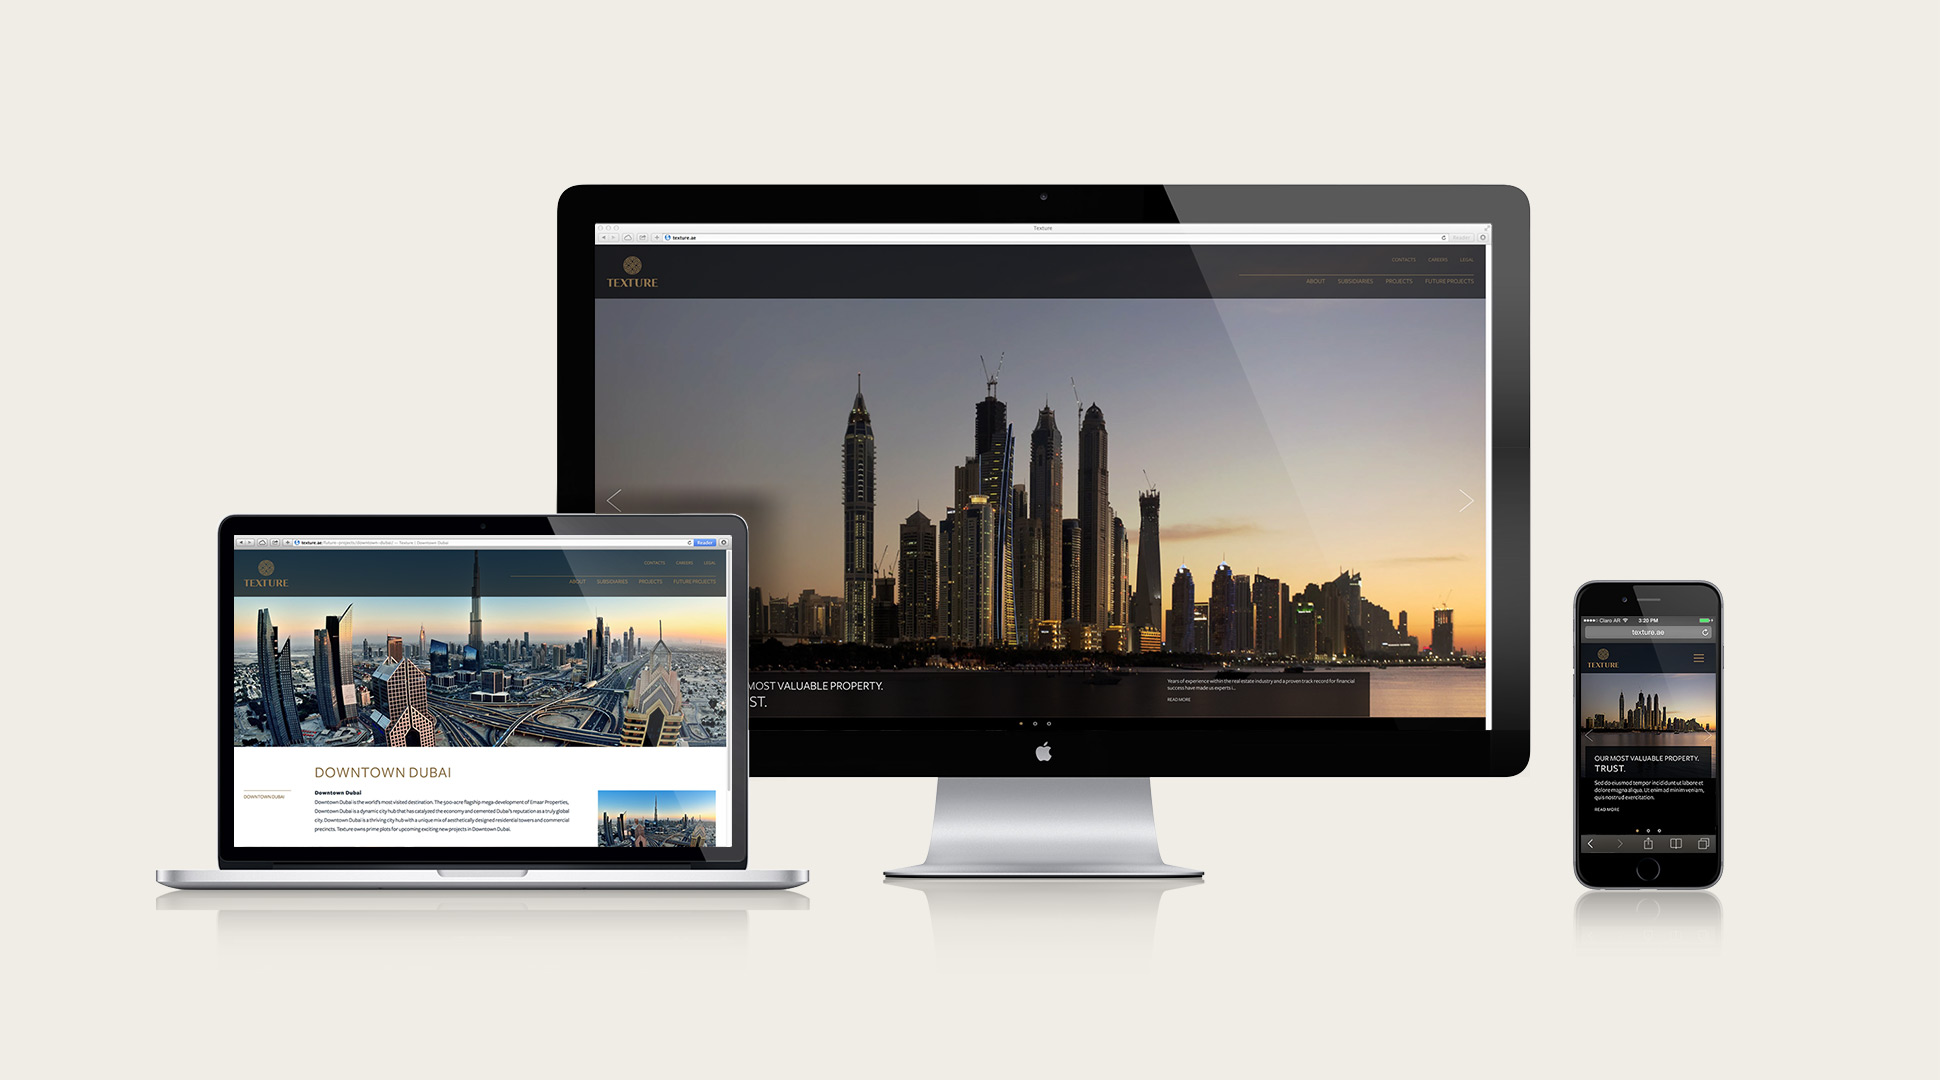 Texture
texture.ae
Reader
TEXTURE
CONTACTS CAREERS LEGAL
ABOUT SUBSIDIARIES PROJECTS FUTURE PROJECTS
MOST VALUABLE PROPERTY.
ST.
Years of experience within the real estate industry and a proven track record for financial
success have made us experts i...
READ MORE
texture.ae/future-projects/downtown-dubai/ — Texture | Downtown Dubai
Reader
TEXTURE
CONTACTS CAREERS LEGAL
ABOUT SUBSIDIARIES PROJECTS FUTURE PROJECTS
DOWNTOWN DUBAI
DOWNTOWN DUBAI
Downtown Dubai
Downtown Dubai is the world's most visited destination. The 500-acre flagship mega-development of Emaar Properties,
Downtown Dubai is a dynamic city hub that has catalyzed the economy and cemented Dubai's reputation as a truly global
city. Downtown Dubai is a thriving city hub with a unique mix of aesthetically designed residential towers and commercial
precincts. Texture owns prime plots for upcoming exciting new projects in Downtown Dubai.
Claro AR 3:20 PM
texture.ae
TEXTURE
OUR MOST VALUABLE PROPERTY.
TRUST.
Sed do eiusmod tempor incididunt ut labore et
dolore magna aliqua. Ut enim ad minim veniam,
quis nostrud exercitation.
READ MORE